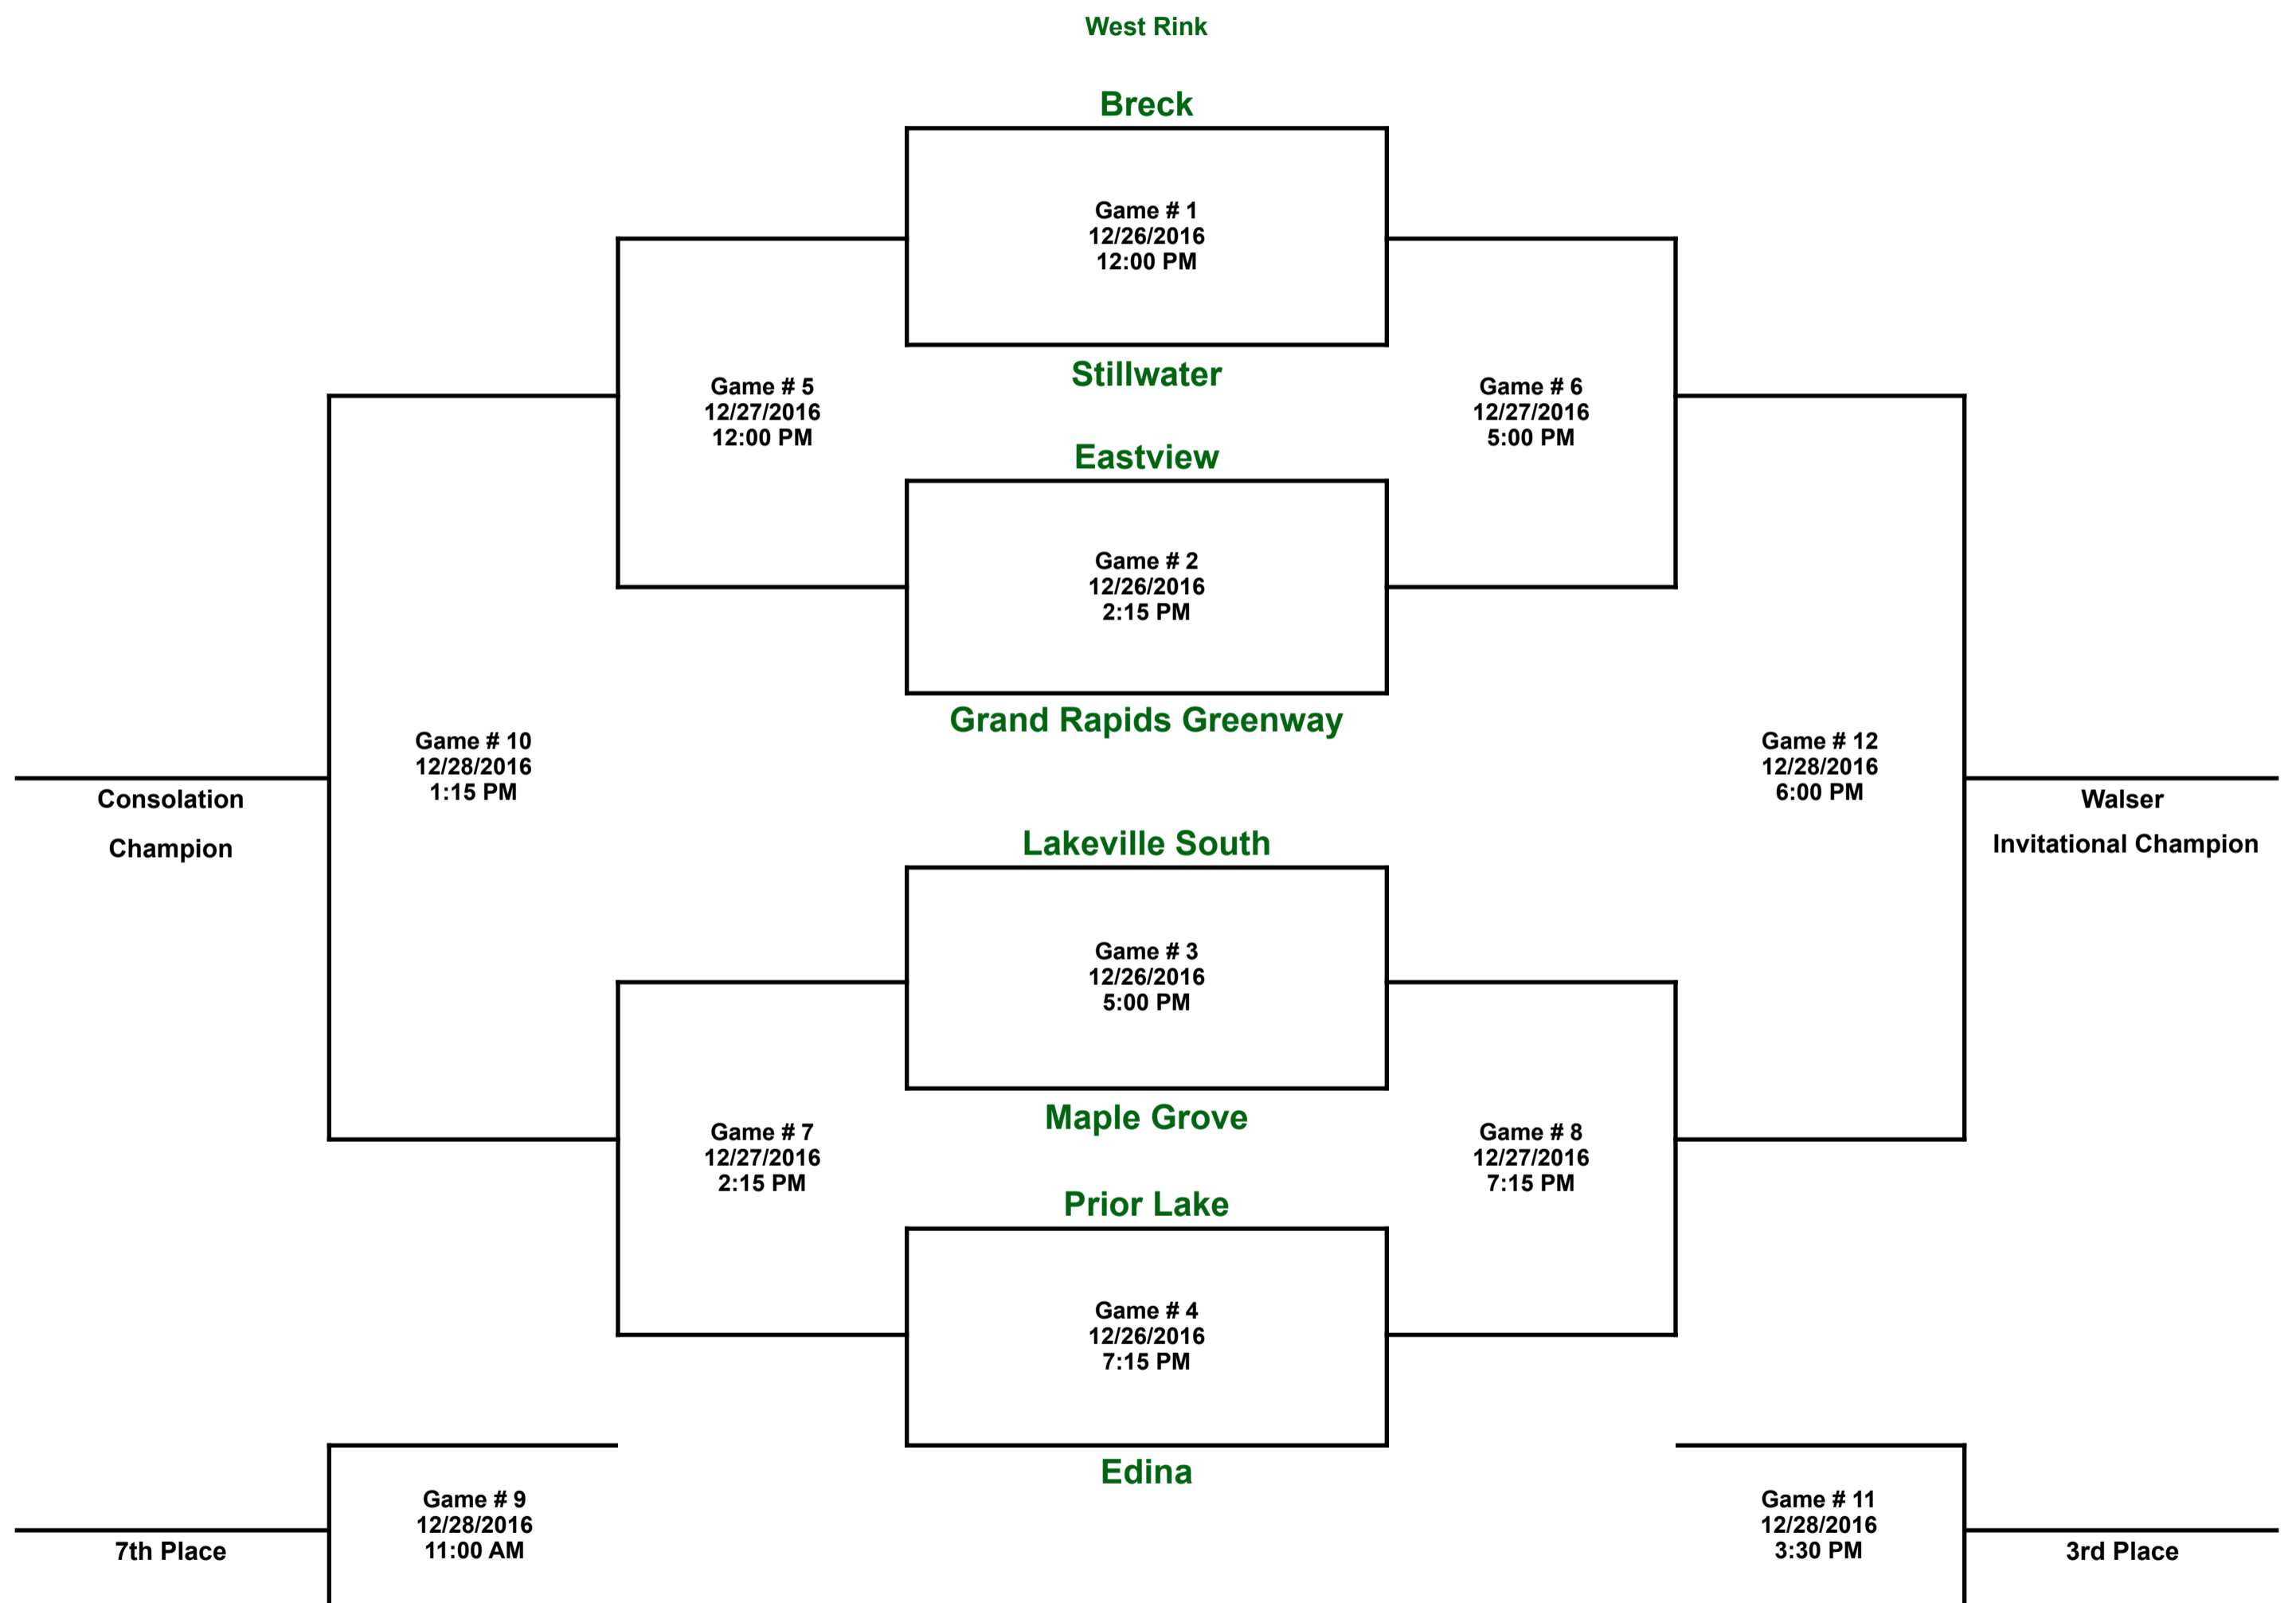 West Rink
Breck
Game # 1
12/26/2016
12:00 PM
Stillwater
Game # 5
12/27/2016
12:00 PM
Game # 6
12/27/2016
5:00 PM
Eastview
Game # 2
12/26/2016
2:15 PM
Grand Rapids Greenway
Game # 10
12/28/2016
1:15 PM
Game # 12
12/28/2016
6:00 PM
Consolation
Champion
Walser
Invitational Champion
Lakeville South
Game # 3
12/26/2016
5:00 PM
Maple Grove
Game # 7
12/27/2016
2:15 PM
Game # 8
12/27/2016
7:15 PM
Prior Lake
Game # 4
12/26/2016
7:15 PM
Edina
Game # 9
12/28/2016
11:00 AM
7th Place
Game # 11
12/28/2016
3:30 PM
3rd Place